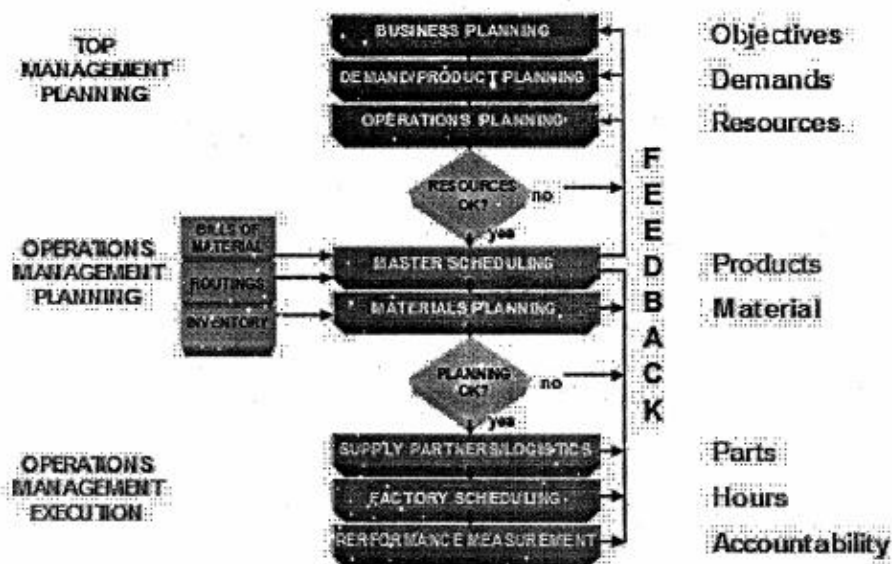 TOP
MANAGEMENT
PLANNING
BUSINESS PLANNING
DEMAND/PRODUCT PLANNING
OPERATIONS PLANNING
Objectives
Demands
Resources
RESOURCES
OK?
no
yes
OPERATIONS
MANAGEMENT
PLANNING
BILLS OF
MATERIAL
ROUTINGS
INVENTORY
MASTER SCHEDULING
MATERIALS PLANNING
Products
Material
PLANNING
OK?
no
yes
FEEDBACK
OPERATIONS
MANAGEMENT
EXECUTION
SUPPLY PARTNERS/LOGISTICS
FACTORY SCHEDULING
PERFORMANCE MEASUREMENT
Parts
Hours
Accountability